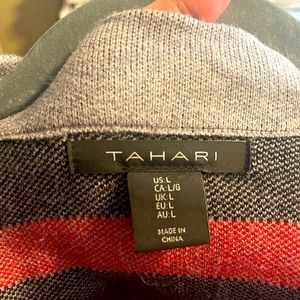 TAHARI
US:L
CA:L/G
UK:L
EU:L
AU:L
MADE IN
CHINA